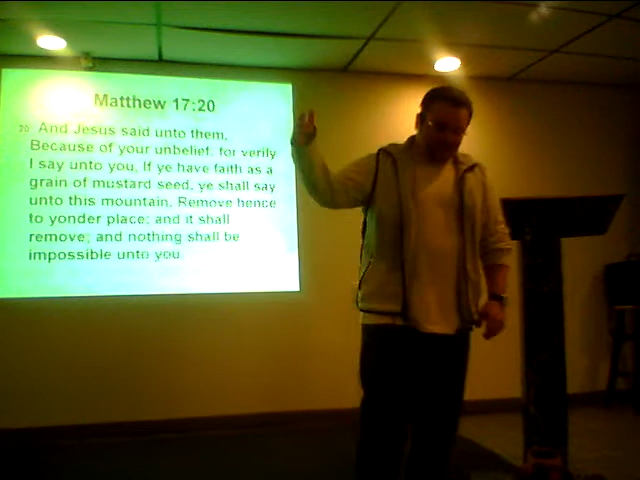 Matthew 17:20
20 And Jesus said unto them,
Because of your unbelief: for verily
I say unto you, If ye have faith as a
grain of mustard seed, ye shall say
unto this mountain, Remove hence
to yonder place; and it shall
remove; and nothing shall be
impossible unto you.